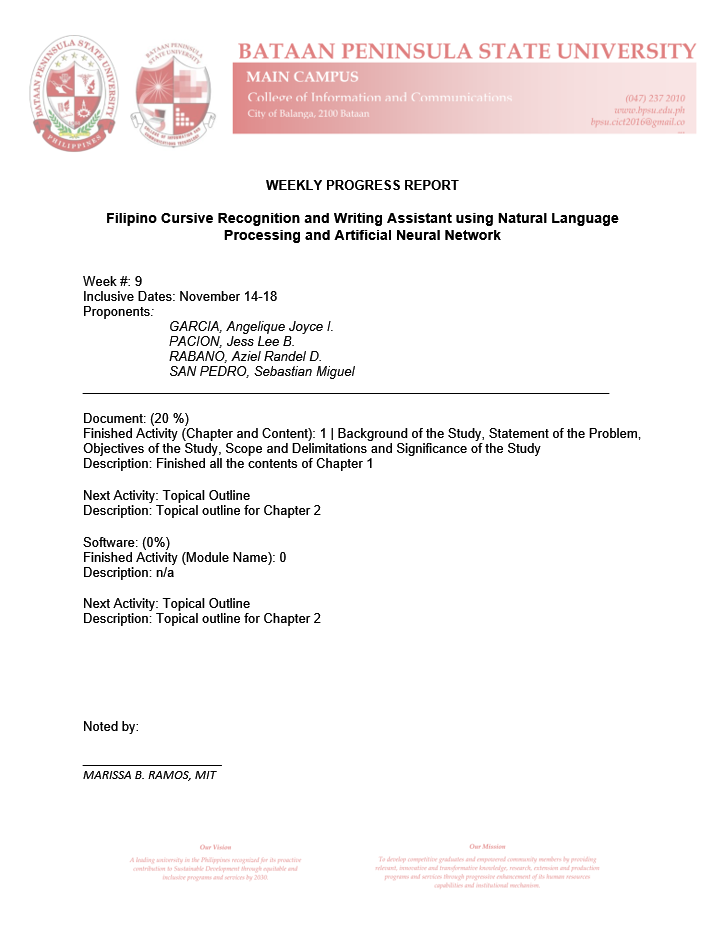 BATAAN PENINSULA STATE UNIVERSITY
MAIN CAMPUS
College of Information and Communications
City of Balanga, 2100 Bataan
(047) 237 2010
www.bpsu.edu.ph
bpsu.cict2016@gmail.co
BATAAN PENINSULA STATE UNIVERSITY
PHILIPPINES
BATAAN PENINSULA
WEEKLY PROGRESS REPORT
Filipino Cursive Recognition and Writing Assistant using Natural Language
Processing and Artificial Neural Network
Week #: 9
Inclusive Dates: November 14-18
Proponents:
GARCIA, Angelique Joyce I.
PACION, Jess Lee B.
RABANO, Aziel Randel D.
SAN PEDRO, Sebastian Miguel
Document: (20 %)
Finished Activity (Chapter and Content): 1 | Background of the Study, Statement of the Problem,
Objectives of the Study, Scope and Delimitations and Significance of the Study
Description: Finished all the contents of Chapter 1
Next Activity: Topical Outline
Description: Topical outline for Chapter 2
Software: (0%)
Finished Activity (Module Name): 0
Description: n/a
Next Activity: Topical Outline
Description: Topical outline for Chapter 2
Noted by:
MARISSA B. RAMOS, MIT
Our Vision
A leading university in the Philippines recognized for its proactive
contribution to Sustainable Development through equitable and
inclusive programs and services by 2030.
Our Mission
To develop competitive graduates and empowered community members by providing
relevant, innovative and transformative knowledge, research, extension and production
programs and services through progressive enhancement of its human resources
capabilities and institutional mechanism.